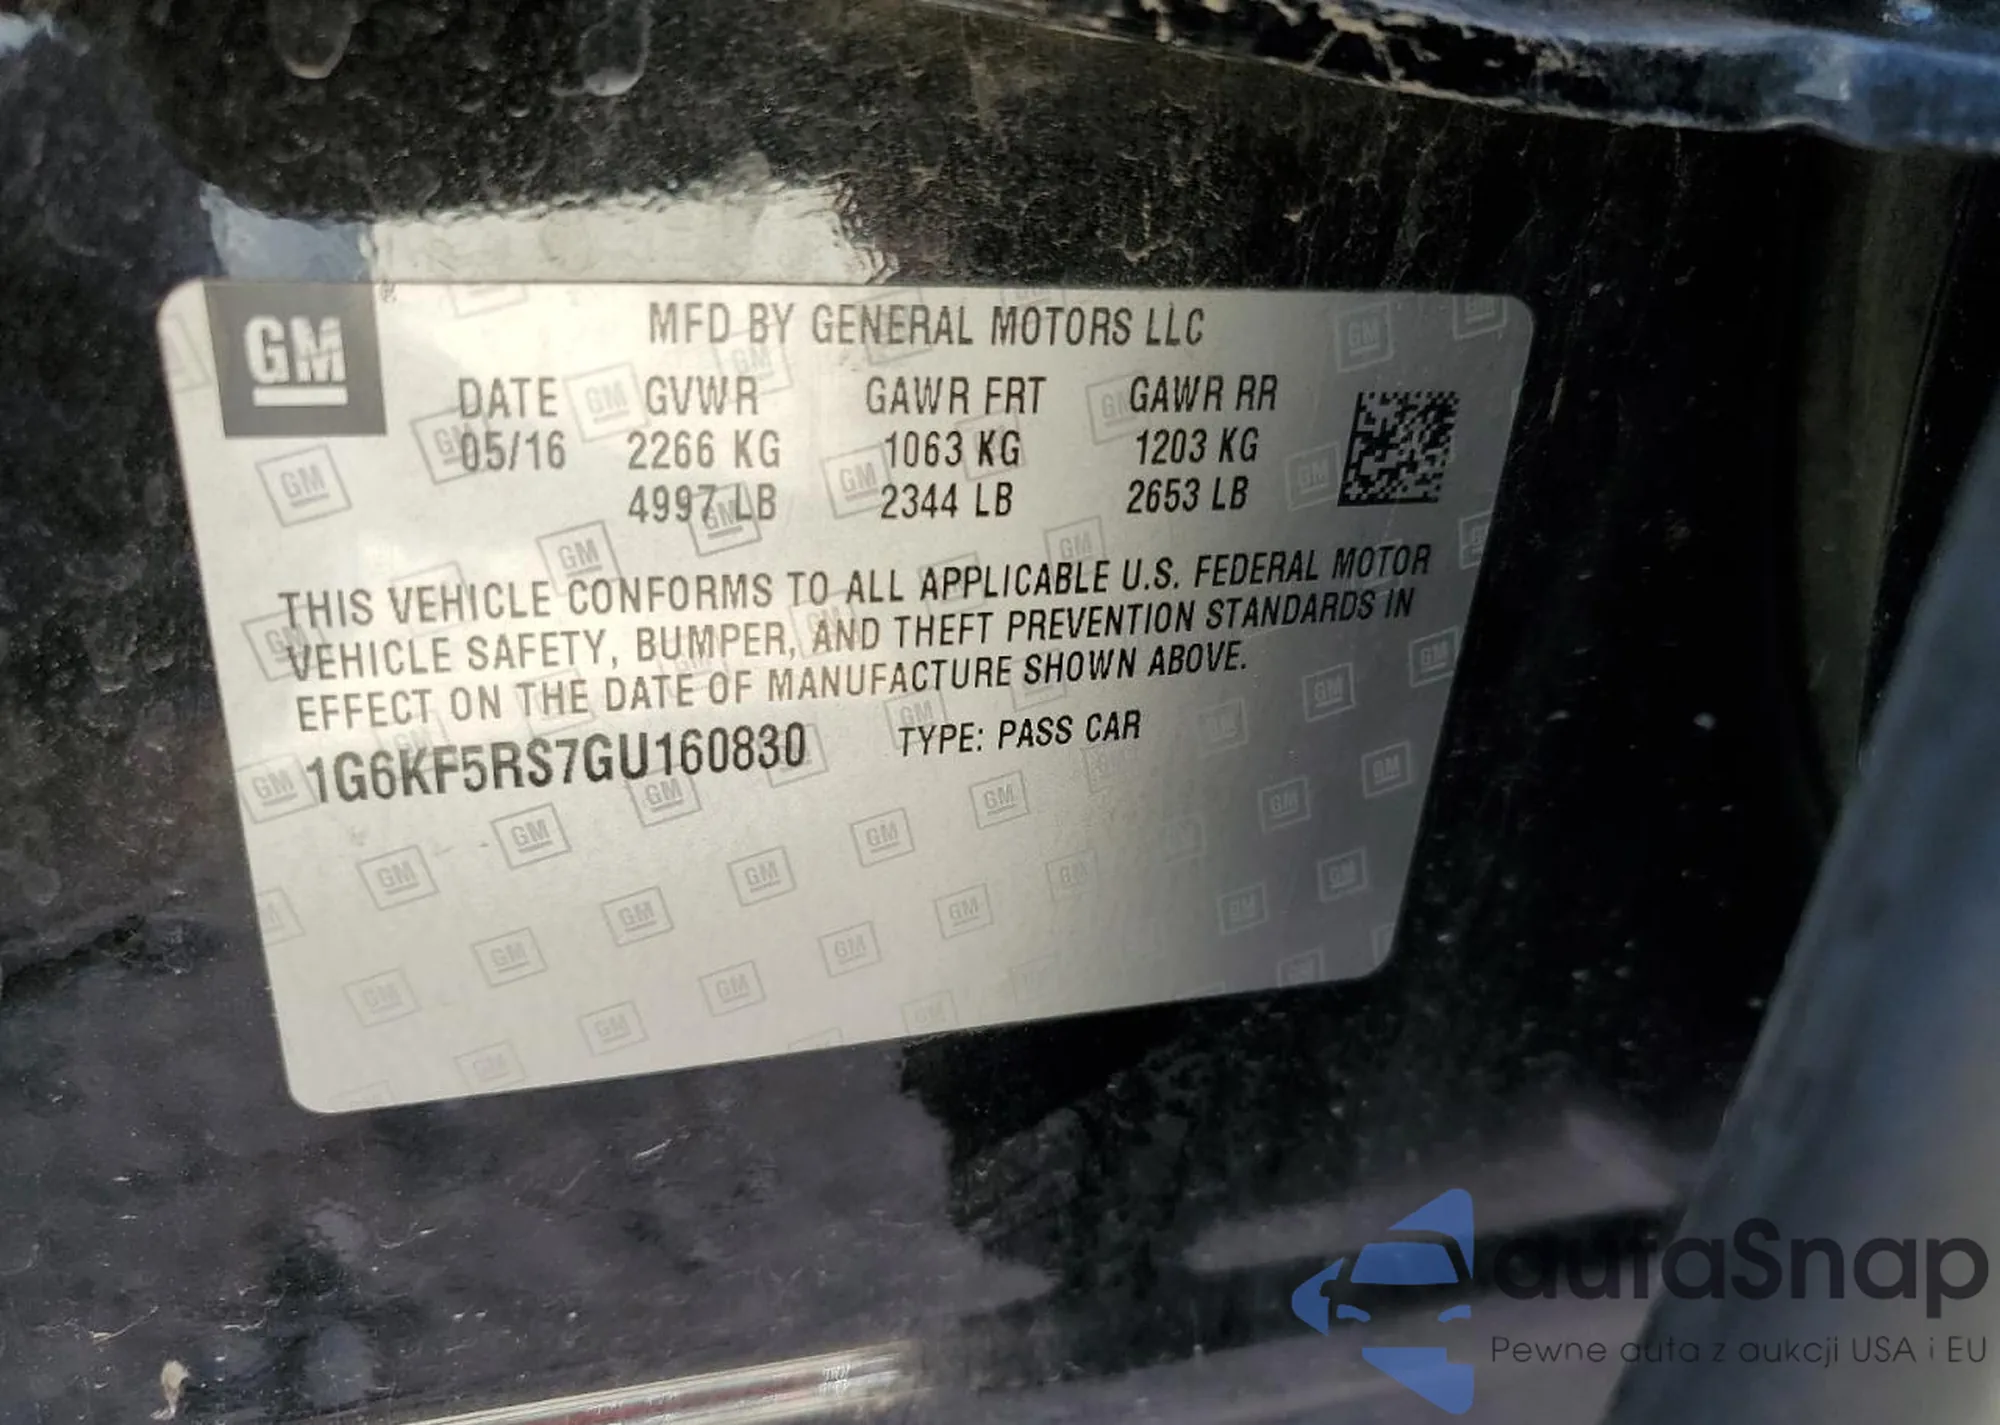 GM
MFD BY GENERAL MOTORS LLC
DATE GVWR GAWR FRT GAWR RR
05/16 2266 KG 1063 KG 1203 KG
4997 LB 2344 LB 2653 LB
THIS VEHICLE CONFORMS TO ALL APPLICABLE U.S. FEDERAL MOTOR
VEHICLE SAFETY, BUMPER, AND THEFT PREVENTION STANDARDS IN
EFFECT ON THE DATE OF MANUFACTURE SHOWN ABOVE.
1G6KF5RS7GU160830 TYPE: PASS CAR
autaSnap
Pewne auta z aukcji USA i EU